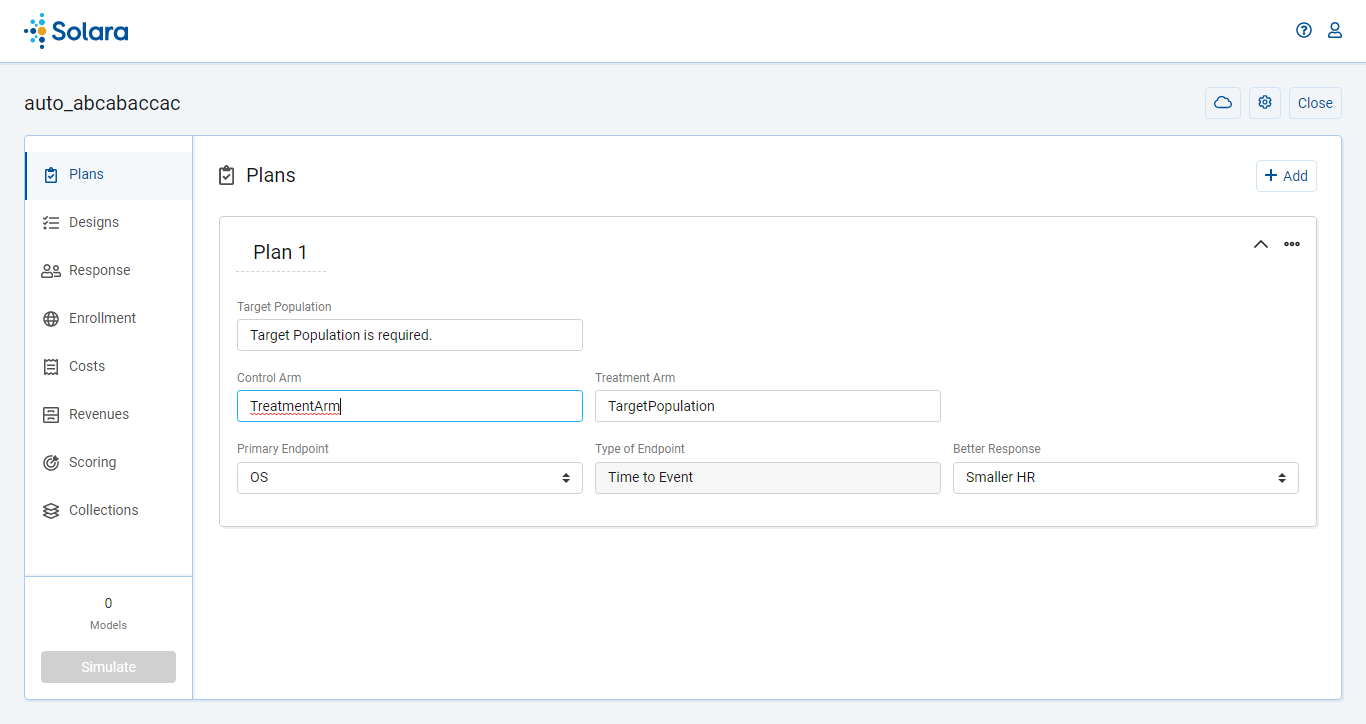 Solara
auto_abcabaccac
Close
Plans
Designs
Response
Enrollment
Costs
Revenues
Scoring
Collections
0
Models
Simulate
Plans
Add
Plan 1
Target Population
Target Population is required.
Control Arm
Treatment Arm
TreatmentArm
TargetPopulation
Primary Endpoint
Type of Endpoint
Better Response
OS
Time to Event
Smaller HR